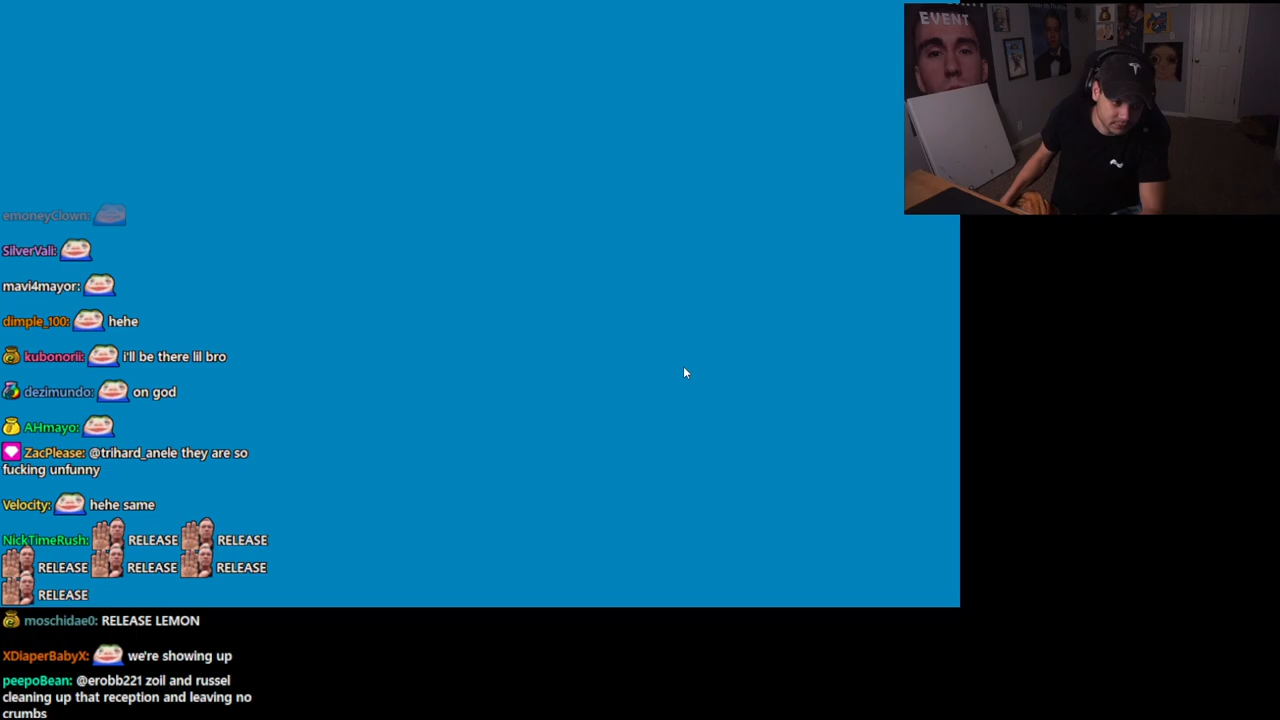 EVENT
emoneyClown:
SilverVali:
mavi4mayor:
dimple_100: hehe
kubonorii: i'll be there lil bro
dezimundo: on god
AHmayo:
ZacPlease: @trihard_anele they are so
fucking unfunny
Velocity: hehe same
NickTimeRush: RELEASE RELEASE
RELEASE RELEASE RELEASE
RELEASE
moschidae0: RELEASE LEMON
XDiaperBabyX: we're showing up
peepoBean: @erobb221 zoil and russel
cleaning up that reception and leaving no
crumbs